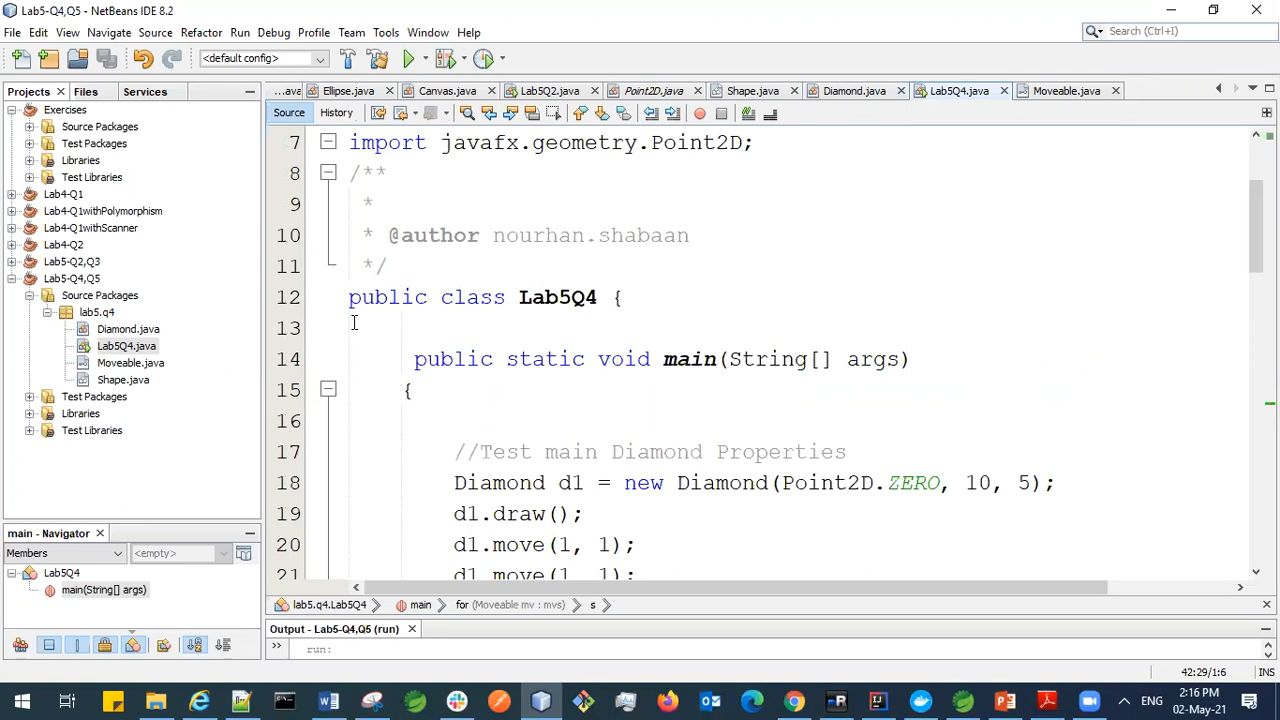 Lab5-Q4,Q5 - NetBeans IDE 8.2
File Edit View Navigate Source Refactor Run Debug Profile Team Tools Window Help
Search (Ctrl+I)
<default config>
Projects Files Services
...ava Ellipse.java Kanvas.java Lab5Q2.java Point2D.java Shape.java Diamond.java Lab5Q4.java Moveable.java
Source History
Exercises
Source Packages
Test Packages
Libraries
Test Libraries
Lab4-Q1
Lab4-Q1withPolymorphism
Lab4-Q1withScanner
Lab4-Q2
Lab5-Q2,Q3
Lab5-Q4,Q5
Source Packages
lab5.q4
Diamond.java
Lab5Q4.java
Moveable.java
Shape.java
Test Packages
Libraries
Test Libraries
7 import javafx.geometry.Point2D;
8 /**
9 *
10 * @author nourhan.shabaan
11 */
12 public class Lab5Q4 {
13
14 public static void main(String[] args)
15 {
16
17 //Test main Diamond Properties
18 Diamond d1 = new Diamond(Point2D.ZERO, 10, 5);
19 d1.draw();
20 d1.move(1, 1);
21 d1.move(1, 1);
main - Navigator
Members <empty>
Lab5Q4
main(String[] args)
lab5.q4.Lab5Q4 main for (Moveable mv : mvs) s
Output - Lab5-Q4,Q5 (run)
run:
42:29/1:6 INS
ENG
2:16 PM
02-May-21